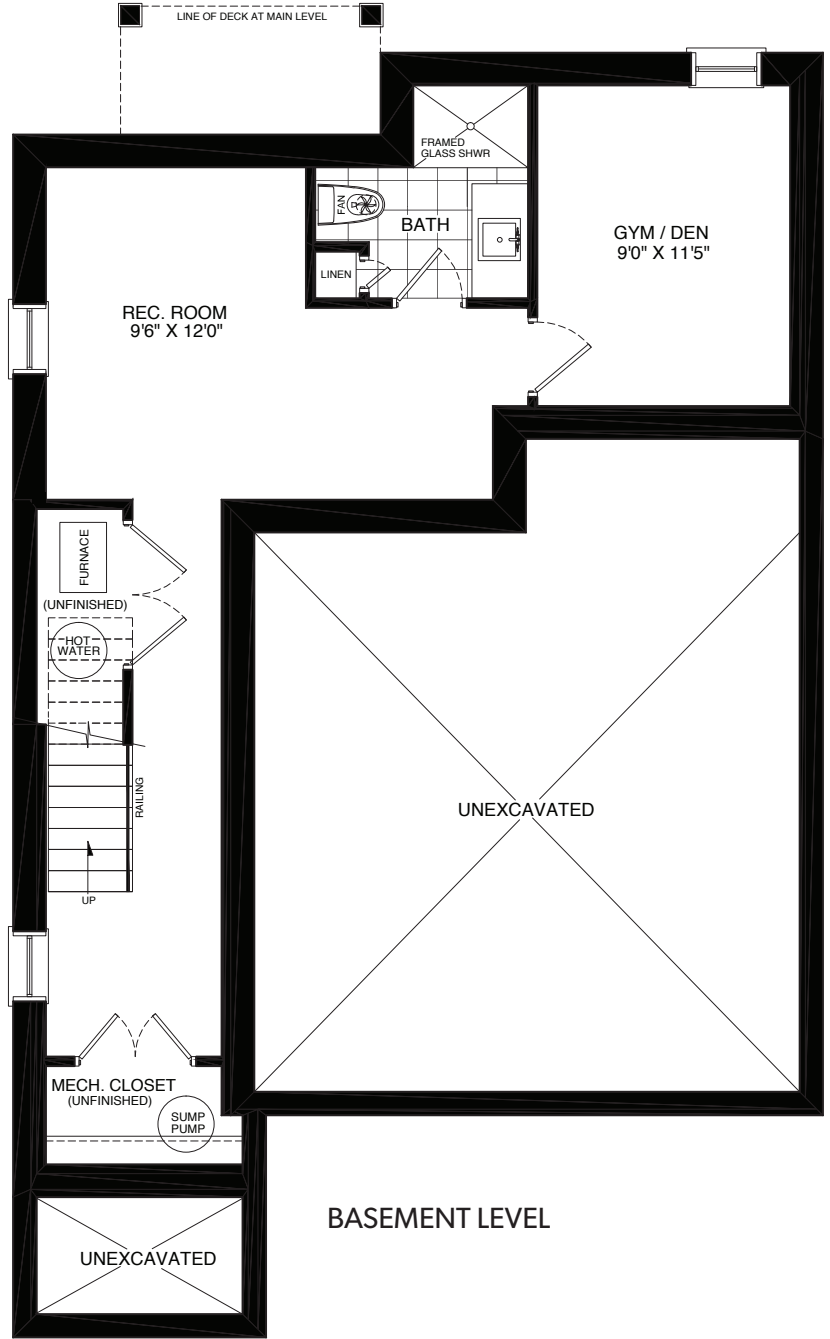 LINE OF DECK AT MAIN LEVEL
FRAMED
GLASS SHWR
FAN
BATH
LINEN
GYM / DEN
9'0" X 11'5"
REC. ROOM
9'6" X 12'0"
FURNACE
(UNFINISHED)
HOT
WATER
RAILING
UP
UNEXCAVATED
MECH. CLOSET
(UNFINISHED)
SUMP
PUMP
BASEMENT LEVEL
UNEXCAVATED